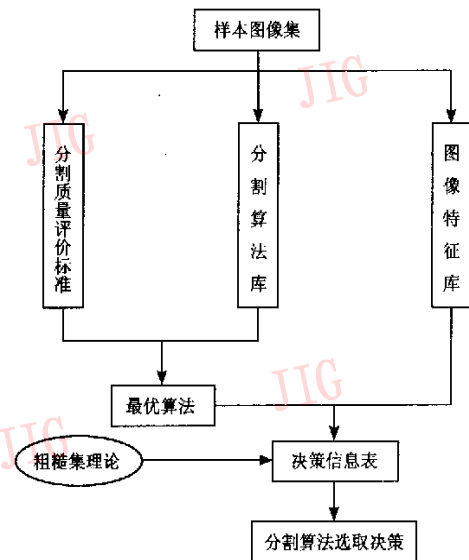 样本图像集
JIG
JIG
分割质量评价标准
分割算法库
图像特征库
最优算法
JIG
JIG
粗糙集理论
决策信息表
分割算法选取决策